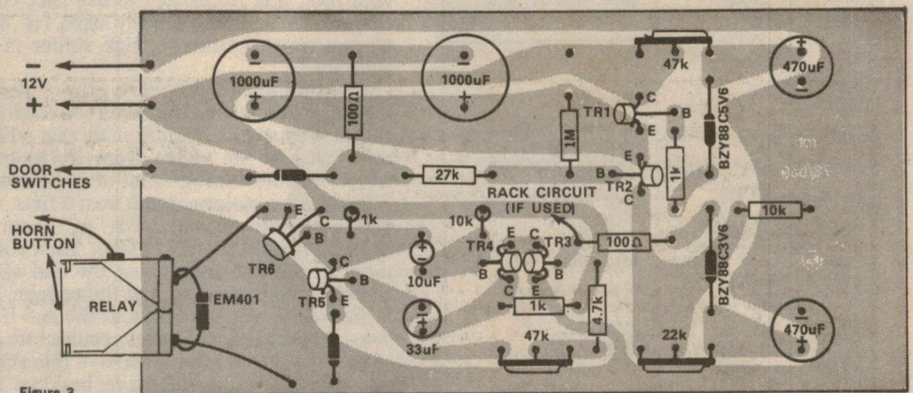 −
12V
+
DOOR
SWITCHES
HORN
BUTTON
RELAY
EM401
1000uF
+
100Ω
1000uF
+
47k
+
470uF
−
TR1
C
B
E
1M
BZY88C5V6
27k
E
B
TR2
C
1k
RACK CIRCUIT
(IF USED)
10k
E
C
B
TR6
1k
10k
100Ω
C
B
TR5
E
+
−
10uF
TR4
E
B
C
C
TR3
B
E
BZY88C3V6
1k
4.7k
+
33uF
47k
22k
−
470uF
+
Figure 3